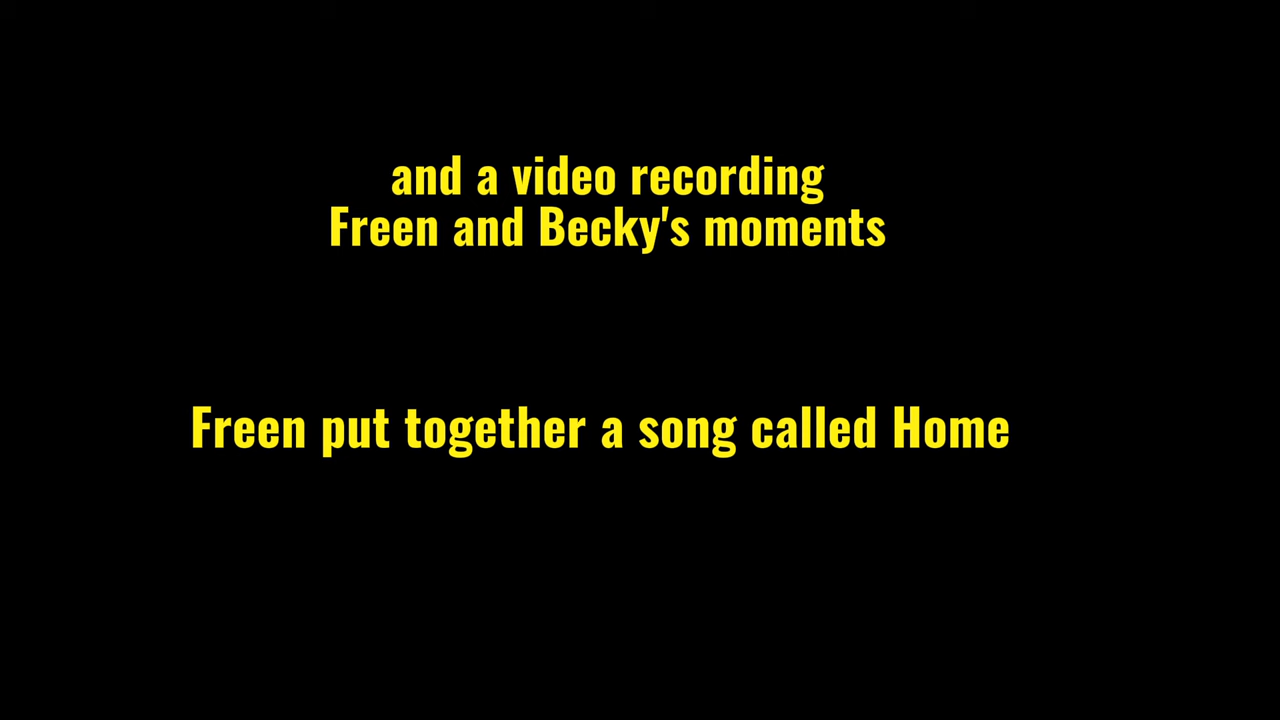 and a video recording
Freen and Becky's moments
Freen put together a song called Home